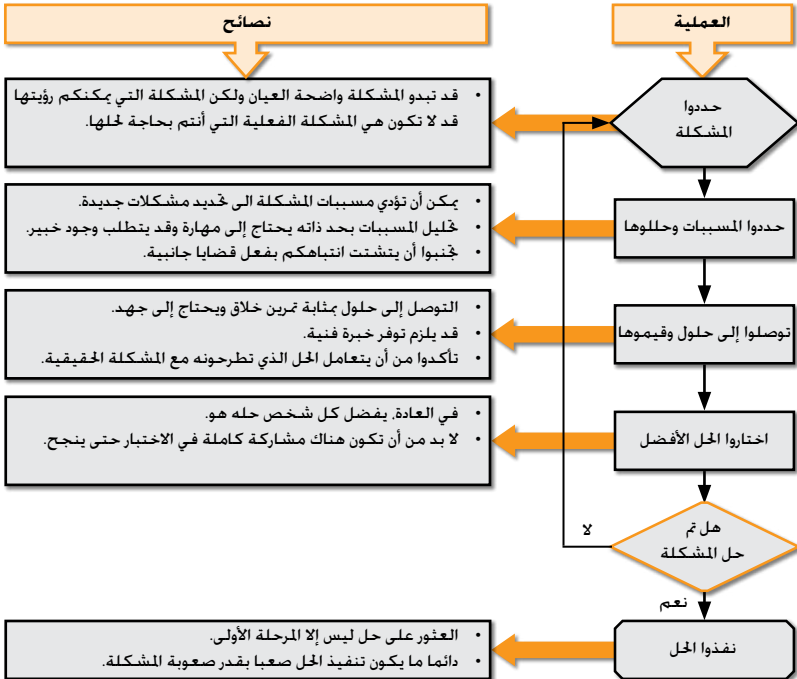 العملية
نصائح
حددوا
المشكلة
• قد تبدو المشكلة واضحة العيان ولكن المشكلة التي يمكنكم رؤيتها
قد لا تكون هي المشكلة الفعلية التي أنتم بحاجة لحلها.
حددوا المسببات وحللوها
• يمكن أن تؤدي مسببات المشكلة الى تحديد مشكلات جديدة.
• تحليل المسببات بحد ذاته يحتاج إلى مهارة وقد يتطلب وجود خبير.
• تجنبوا أن يتشتت انتباهكم بفعل قضايا جانبية.
توصلوا إلى حلول وقيموها
• التوصل إلى حلول بمثابة تمرين خلاق ويحتاج إلى جهد.
• قد يلزم توفر خبرة فنية.
• تأكدوا من أن يتعامل الحل الذي تطرحونه مع المشكلة الحقيقية.
اختاروا الحل الأفضل
• في العادة، يفضل كل شخص حله هو.
• لا بد من أن تكون هناك مشاركة كاملة في الاختبار حتى ينجح.
هل تم
حل المشكلة
لا
نعم
نفذوا الحل
• العثور على حل ليس إلا المرحلة الأولى.
• دائما ما يكون تنفيذ الحل صعبا بقدر صعوبة المشكلة.